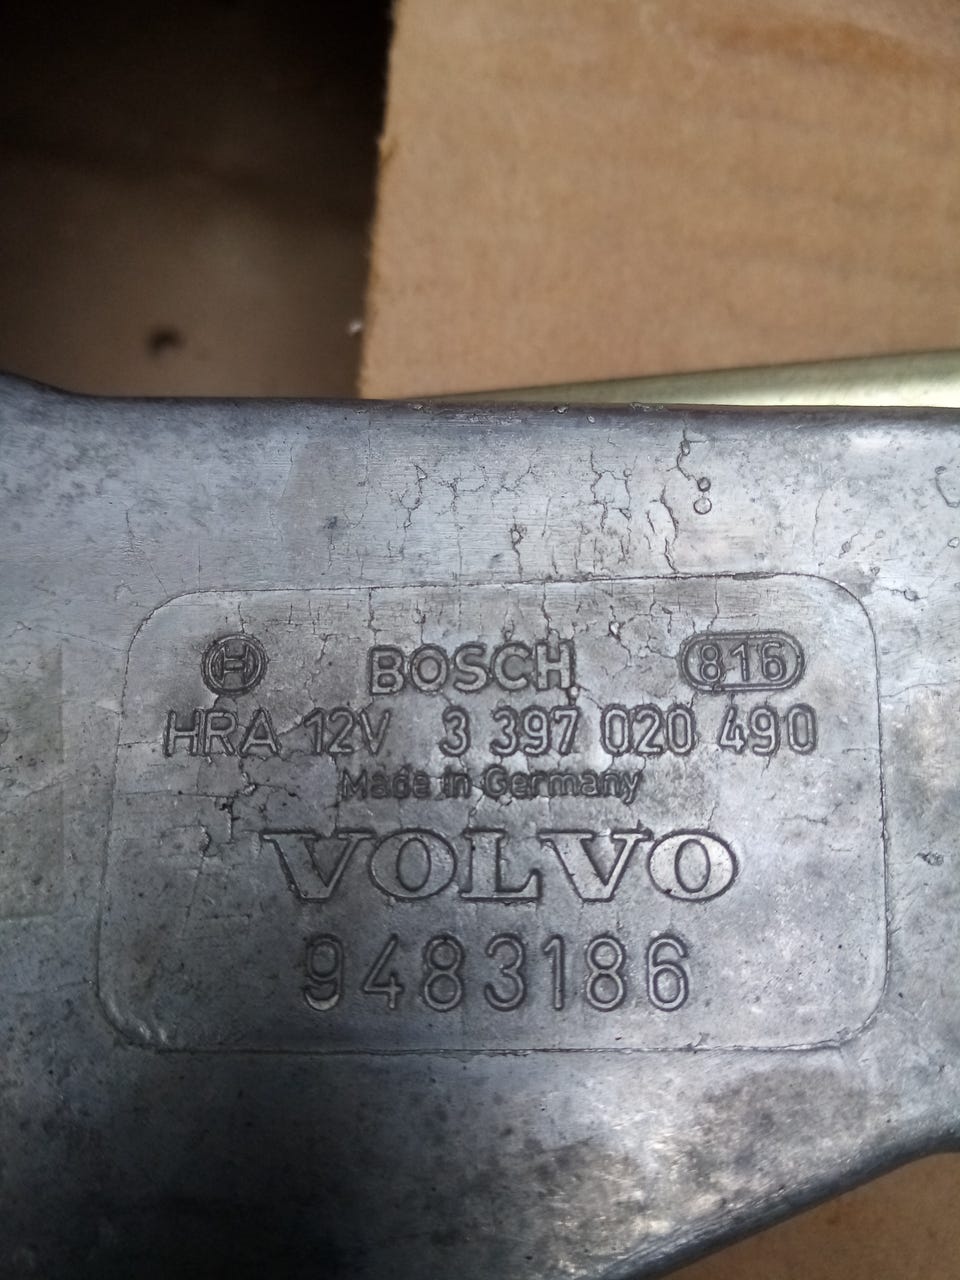 BOSCH 816
HRA 12V 3 397 020 490
Made in Germany
VOLVO
9483186